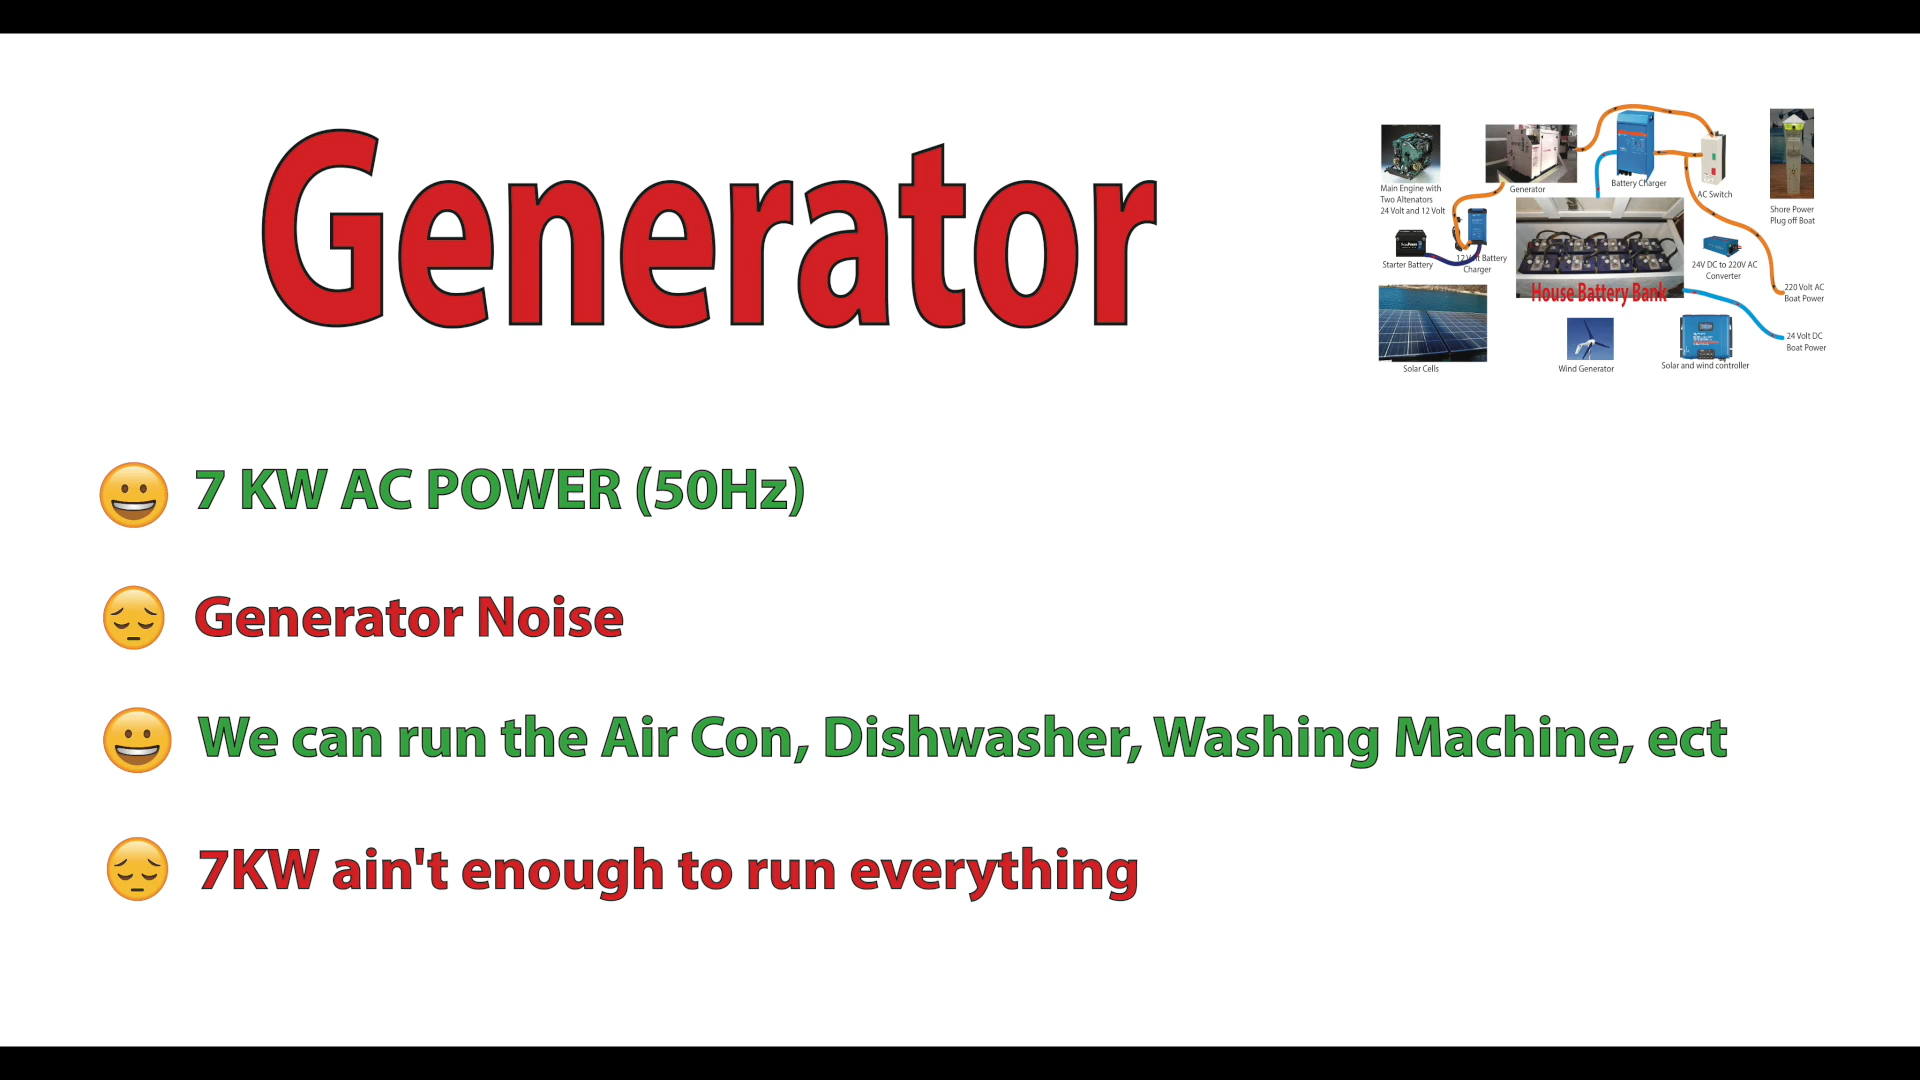 Generator
Main Engine with
Two Altenators
24 Volt and 12 Volt
Generator
Battery Charger
AC Switch
Shore Power
Plug off Boat
Starter Battery
12 Volt Battery
Charger
24V DC to 220V AC
Converter
House Battery Bank
220 Volt AC
Boat Power
24 Volt DC
Boat Power
Solar Cells
Wind Generator
Solar and wind controller
7 KW AC POWER (50Hz)
Generator Noise
We can run the Air Con, Dishwasher, Washing Machine, ect
7KW ain't enough to run everything